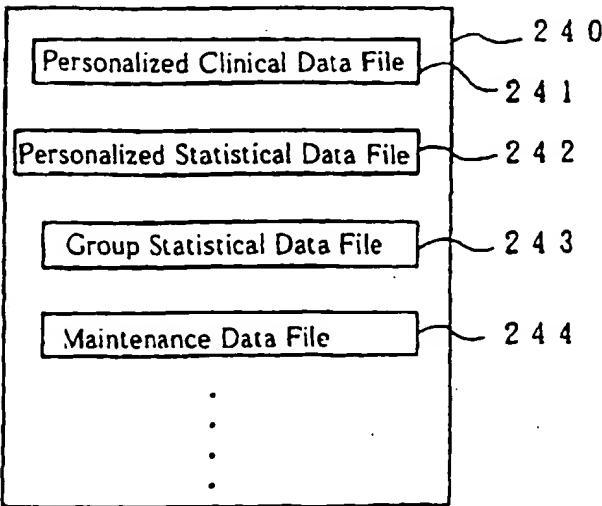 240
Personalized Clinical Data File
241
Personalized Statistical Data File
242
Group Statistical Data File
243
Maintenance Data File
244